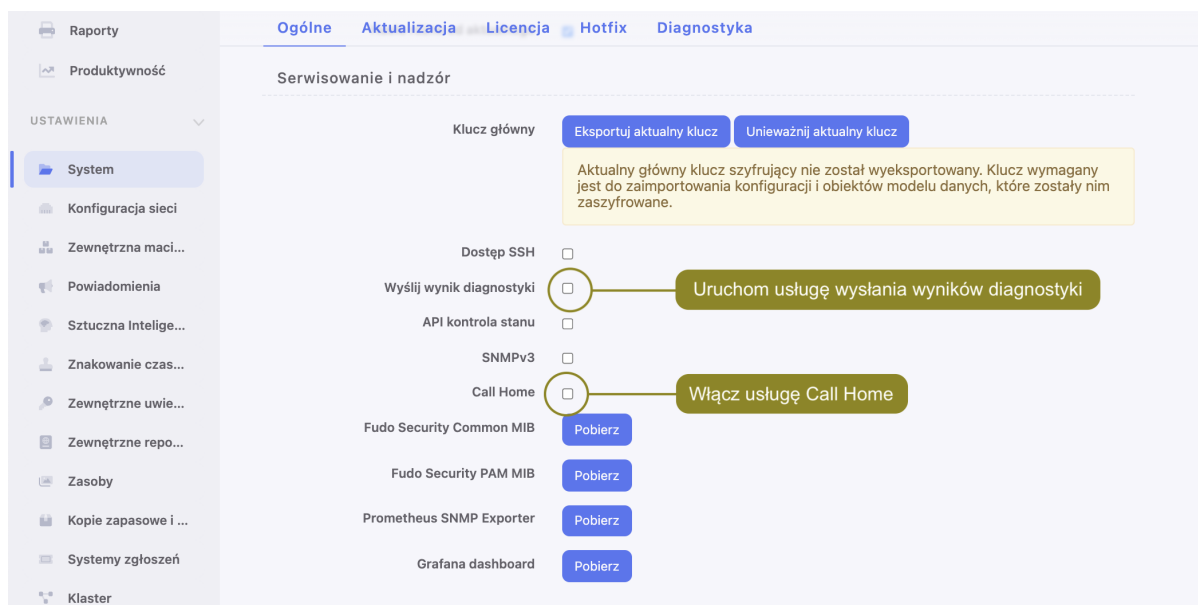 Raporty
Produktywność
USTAWIENIA
System
Konfiguracja sieci
Zewnętrzna maci...
Powiadomienia
Sztuczna Intelige...
Znakowanie czas...
Zewnętrzne uwie...
Zewnętrzne repo...
Zasoby
Kopie zapasowe i ...
Systemy zgłoszeń
Klaster
Ogólne Aktualizacja Licencja Hotfix Diagnostyka
Serwisowanie i nadzór
Klucz główny Eksportuj aktualny klucz Unieważnij aktualny klucz
Aktualny główny klucz szyfrujący nie został wyeksportowany. Klucz wymagany
jest do zaimportowania konfiguracji i obiektów modelu danych, które zostały nim
zaszyfrowane.
Dostęp SSH
Wyślij wynik diagnostyki Uruchom usługę wysłania wyników diagnostyki
API kontrola stanu
SNMPv3
Call Home Włącz usługę Call Home
Fudo Security Common MIB Pobierz
Fudo Security PAM MIB Pobierz
Prometheus SNMP Exporter Pobierz
Grafana dashboard Pobierz